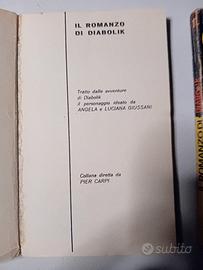 IL ROMANZO
DI DIABOLIK
Tratto dalle avventure
di Diabolik
il personaggio ideato da
ANGELA e LUCIANA GIUSSANI
Collana diretta da
PIER CARPI
subito